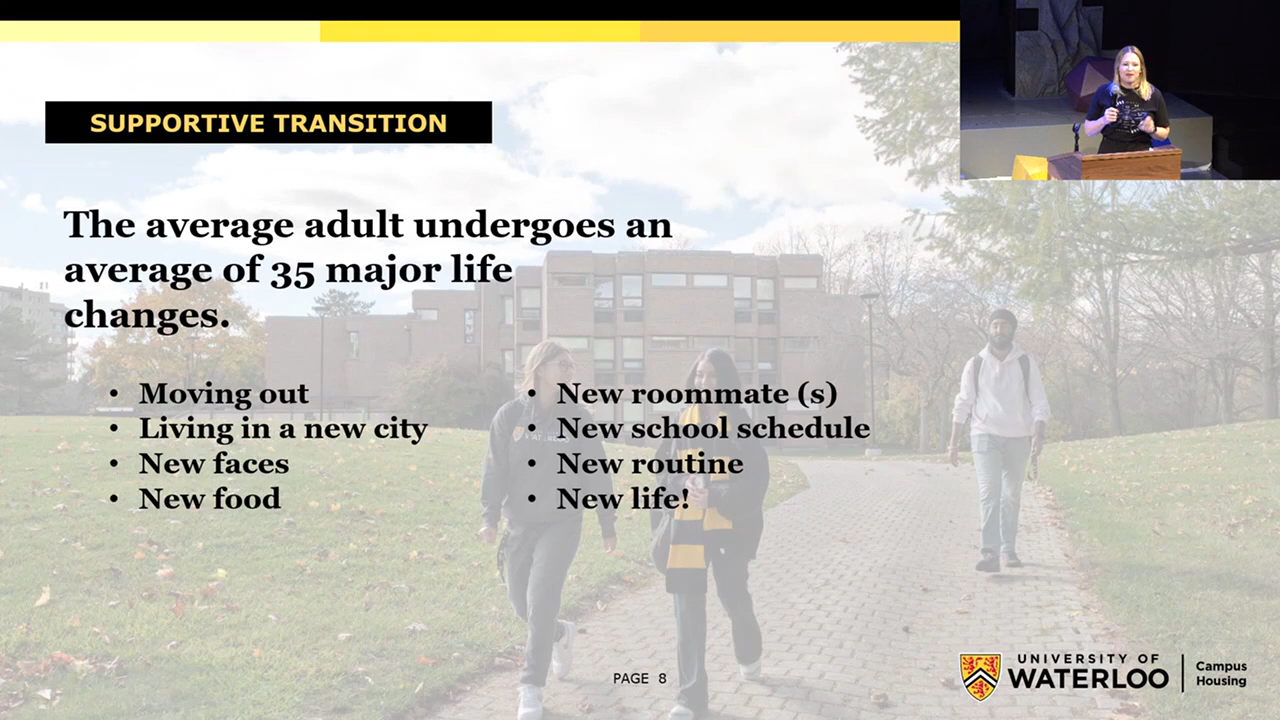 SUPPORTIVE TRANSITION
The average adult undergoes an
average of 35 major life
changes.
• Moving out
• Living in a new city
• New faces
• New food
• New roommate (s)
• New school schedule
• New routine
• New life!
PAGE 8
UNIVERSITY OF
WATERLOO
Campus
Housing